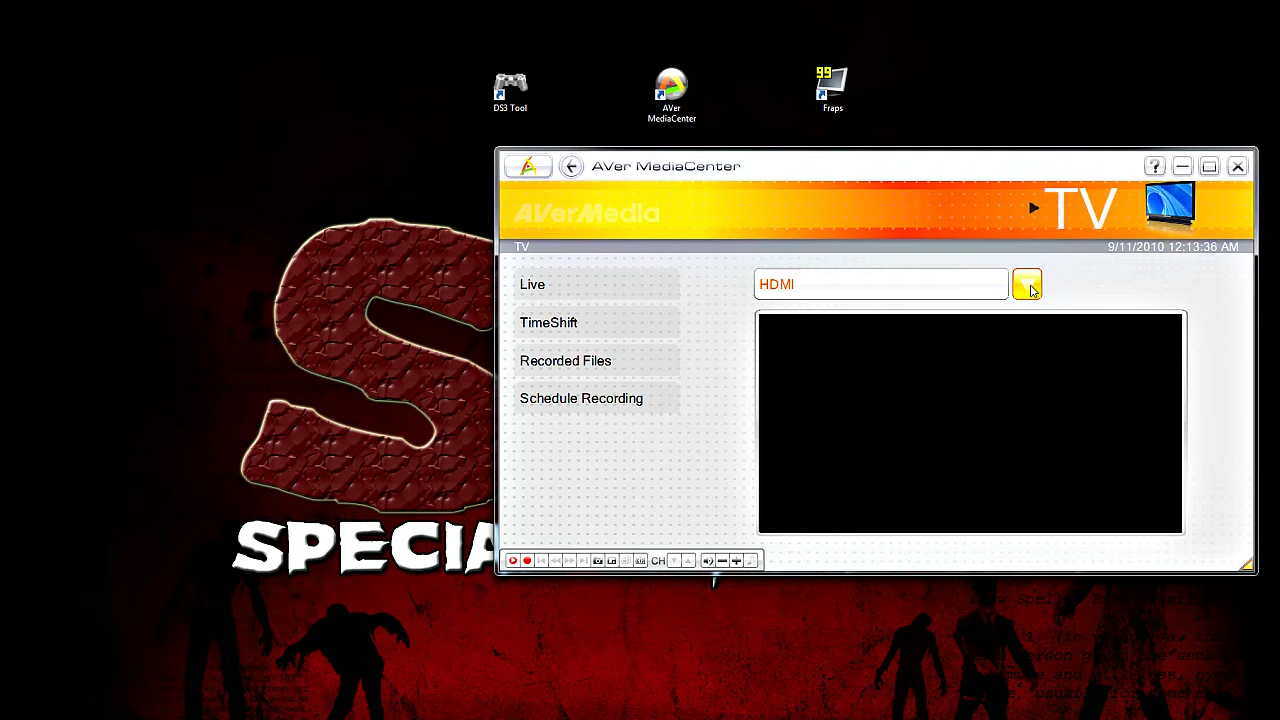 99
DS3 Tool
AVer
MediaCenter
Fraps
AVer MediaCenter
?
AVerMedia
TV
TV
9/11/2010 12:13:36 AM
Live
HDMI
TimeShift
Recorded Files
Schedule Recording
S
SPECIA
CH